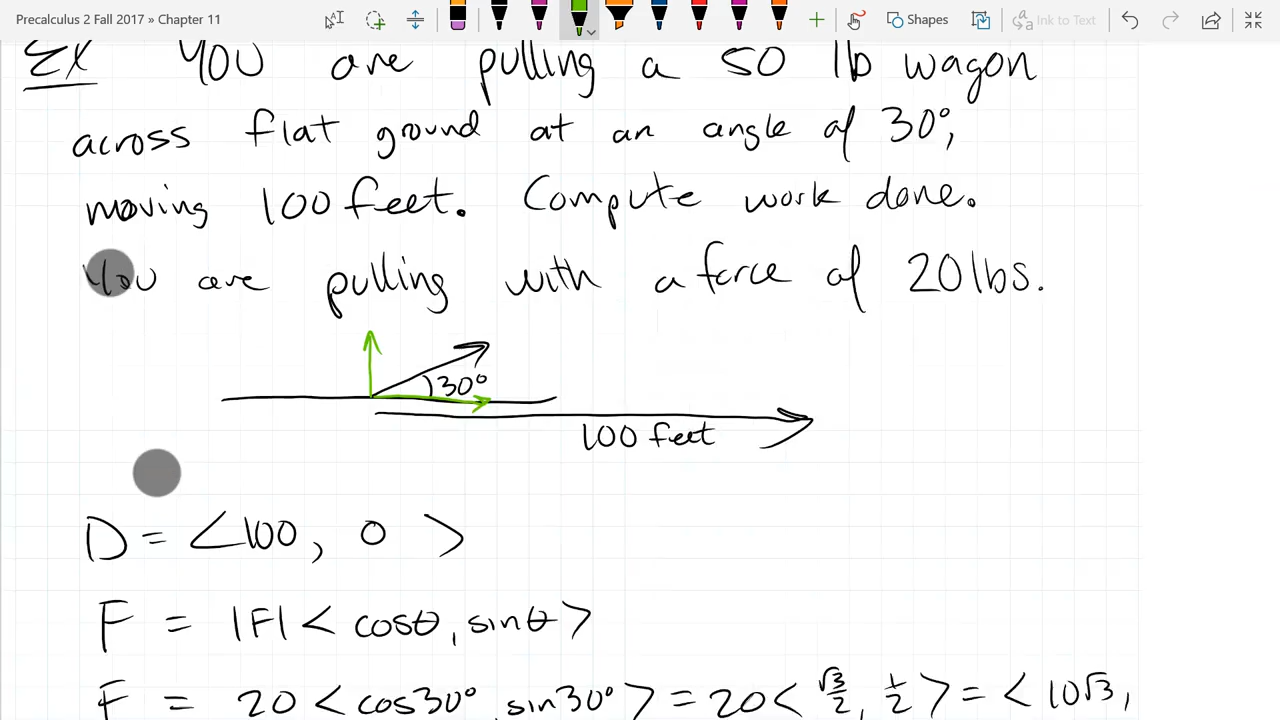 Precalculus 2 Fall 2017 » Chapter 11
Shapes
Ink to Text
Ex You are pulling a 50 lb wagon
across flat ground at an angle of 30°,
moving 100 feet. Compute work done.
You are pulling with a force of 20 lbs.
30°
100 feet
D = <100, 0 >
F = |F| < cosθ, sinθ >
F = 20 < cos30°, sin30° > = 20 < √3/2, 1/2 > = < 10√3,